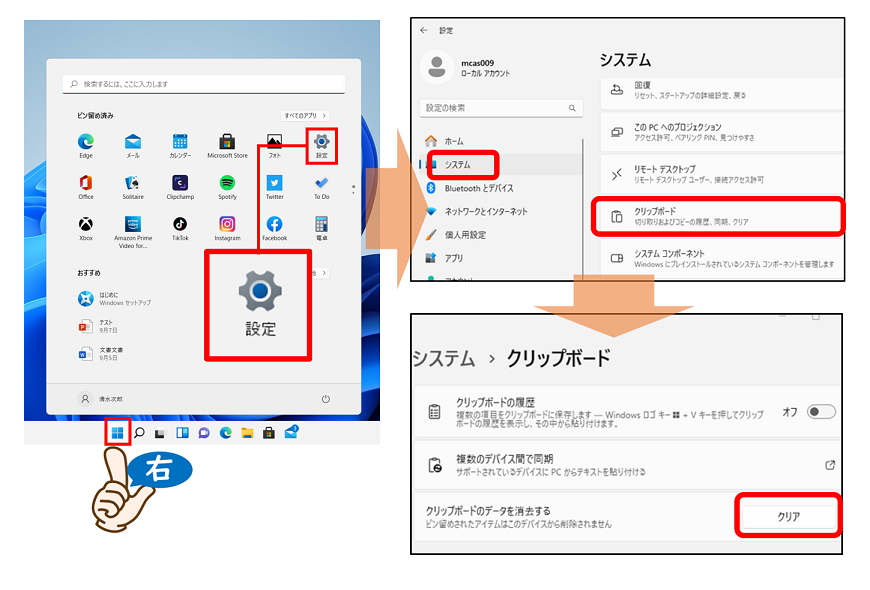 検索するには、ここに入力します
ピン留め済み
すべてのアプリ >
Edge
メール
カレンダー
Microsoft Store
フォト
設定
Office
Solitaire
Clipchamp
Spotify
Twitter
To Do
Xbox
Amazon Prime
Video for...
TikTok
Instagram
Facebook
電卓
おすすめ
はじめに
Windows セットアップ
テスト
9月7日
文書文書
9月5日
設定
清水次郎
右
← 設定
mcas009
ローカル アカウント
設定の検索
ホーム
システム
Bluetooth とデバイス
ネットワークとインターネット
個人用設定
アプリ
システム
回復
リセット、スタートアップの詳細設定、戻る
この PC へのプロジェクション
アクセス許可、ペアリング PIN、見つけやすさ
リモート デスクトップ
リモート デスクトップ ユーザー、接続アクセス許可
クリップボード
切り取りおよびコピーの履歴、同期、クリア
システム コンポーネント
Windows にプレインストールされているシステム コンポーネントを管理します
システム > クリップボード
クリップボードの履歴
複数の項目をクリップボードに保存します — Windows ロゴ キー + V キーを押してクリップ
ボードの履歴を表示し、その中から貼り付けます。
オフ
複数のデバイス間で同期
サポートされているデバイスに PC からテキストを貼り付ける
クリップボードのデータを消去する
ピン留めされたアイテムはこのデバイスから削除されません
クリア